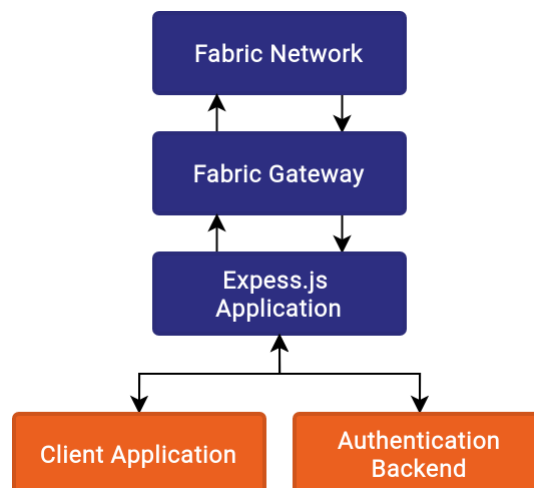 Fabric Network
Fabric Gateway
Expess.js
Application
Client Application
Authentication
Backend